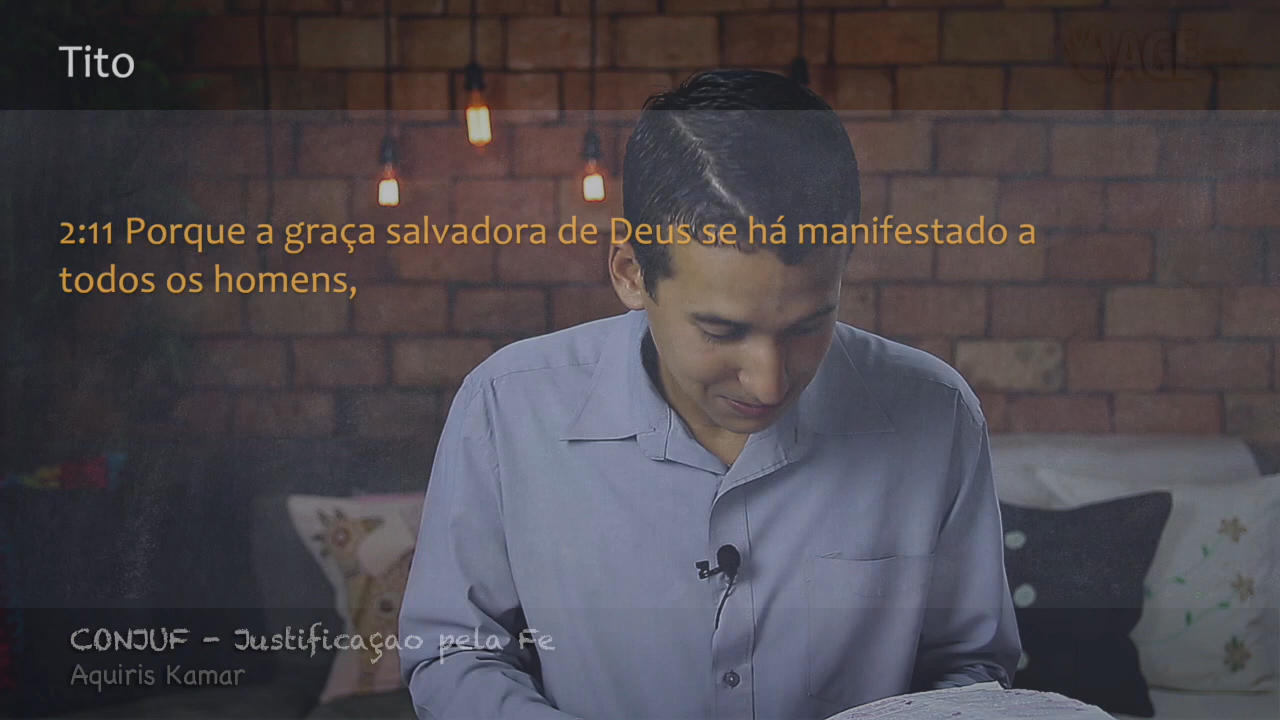 Tito
2:11 Porque a graça salvadora de Deus se há manifestado a
todos os homens,
CONJUF - Justificaçao pela Fe
Aquiris Kamar